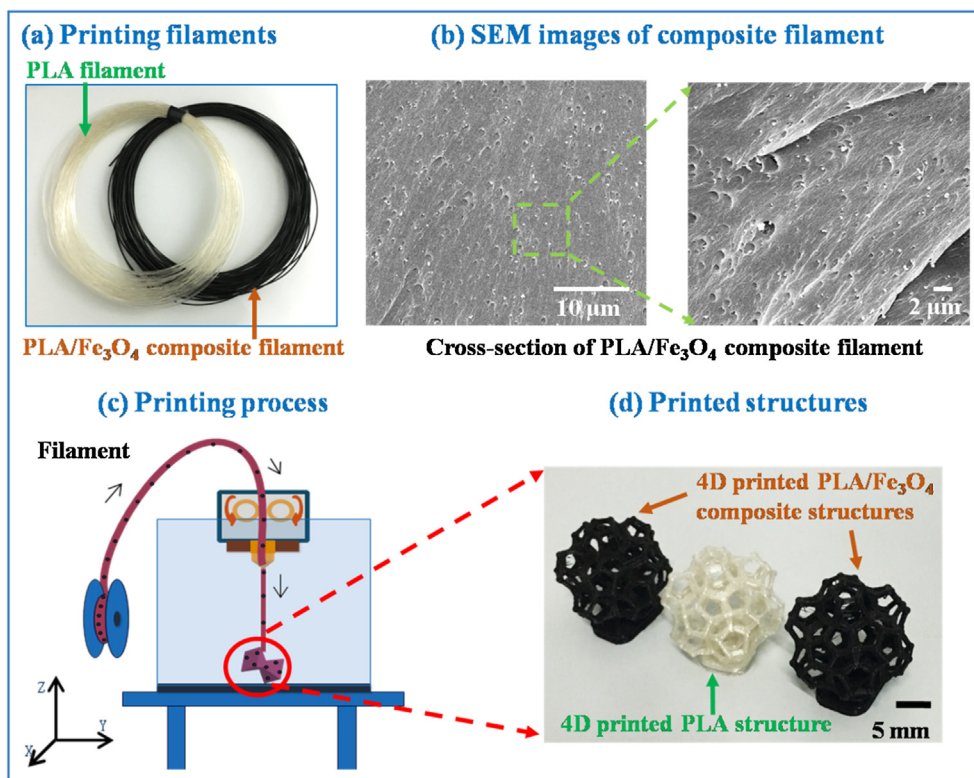 (a) Printing filaments
PLA filament
PLA/Fe₃O₄ composite filament
(b) SEM images of composite filament
10 μm
2 μm
Cross-section of PLA/Fe₃O₄ composite filament
(c) Printing process
Filament
Z
Y
X
(d) Printed structures
4D printed PLA/Fe₃O₄
composite structures
4D printed PLA structure
5 mm